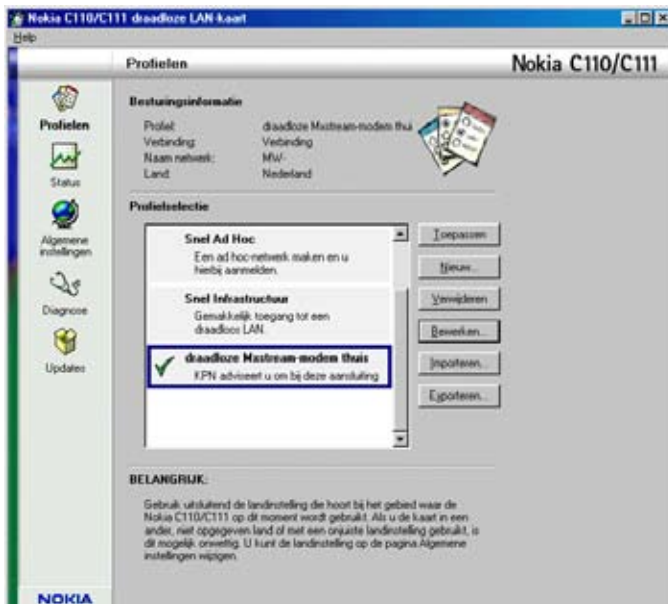 Nokia C110/C111 draadloze LAN-kaart
Help
Profielen
Nokia C110/C111
Profielen
Status
Algemene
instellingen
Diagnose
Updates
NOKIA
Besturingsinformatie
Profiel: draadloze Mxstream-modem thui
Verbinding: Verbinding
Naam netwerk: MW-
Land: Nederland
Profielselectie
Snel Ad Hoc
Een ad hoc-netwerk maken en u
hierbij aanmelden.
Snel Infrastructuur
Gemakkelijk toegang tot een
draadloos LAN.
draadloze Mxstream-modem thuis
KPN adviseert u om bij deze aansluiting
Toepassen
Nieuw...
Verwijderen
Bewerken...
Importeren...
Exporteren...
BELANGRIJK:
Gebruik uitsluitend de landinstelling die hoort bij het gebied waar de
Nokia C110/C111 op dit moment wordt gebruikt. Als u de kaart in een
ander, niet opgegeven land of met een onjuiste landinstelling gebruikt, is
dit mogelijk onwettig. U kunt de landinstelling op de pagina Algemene
instellingen wijzigen.